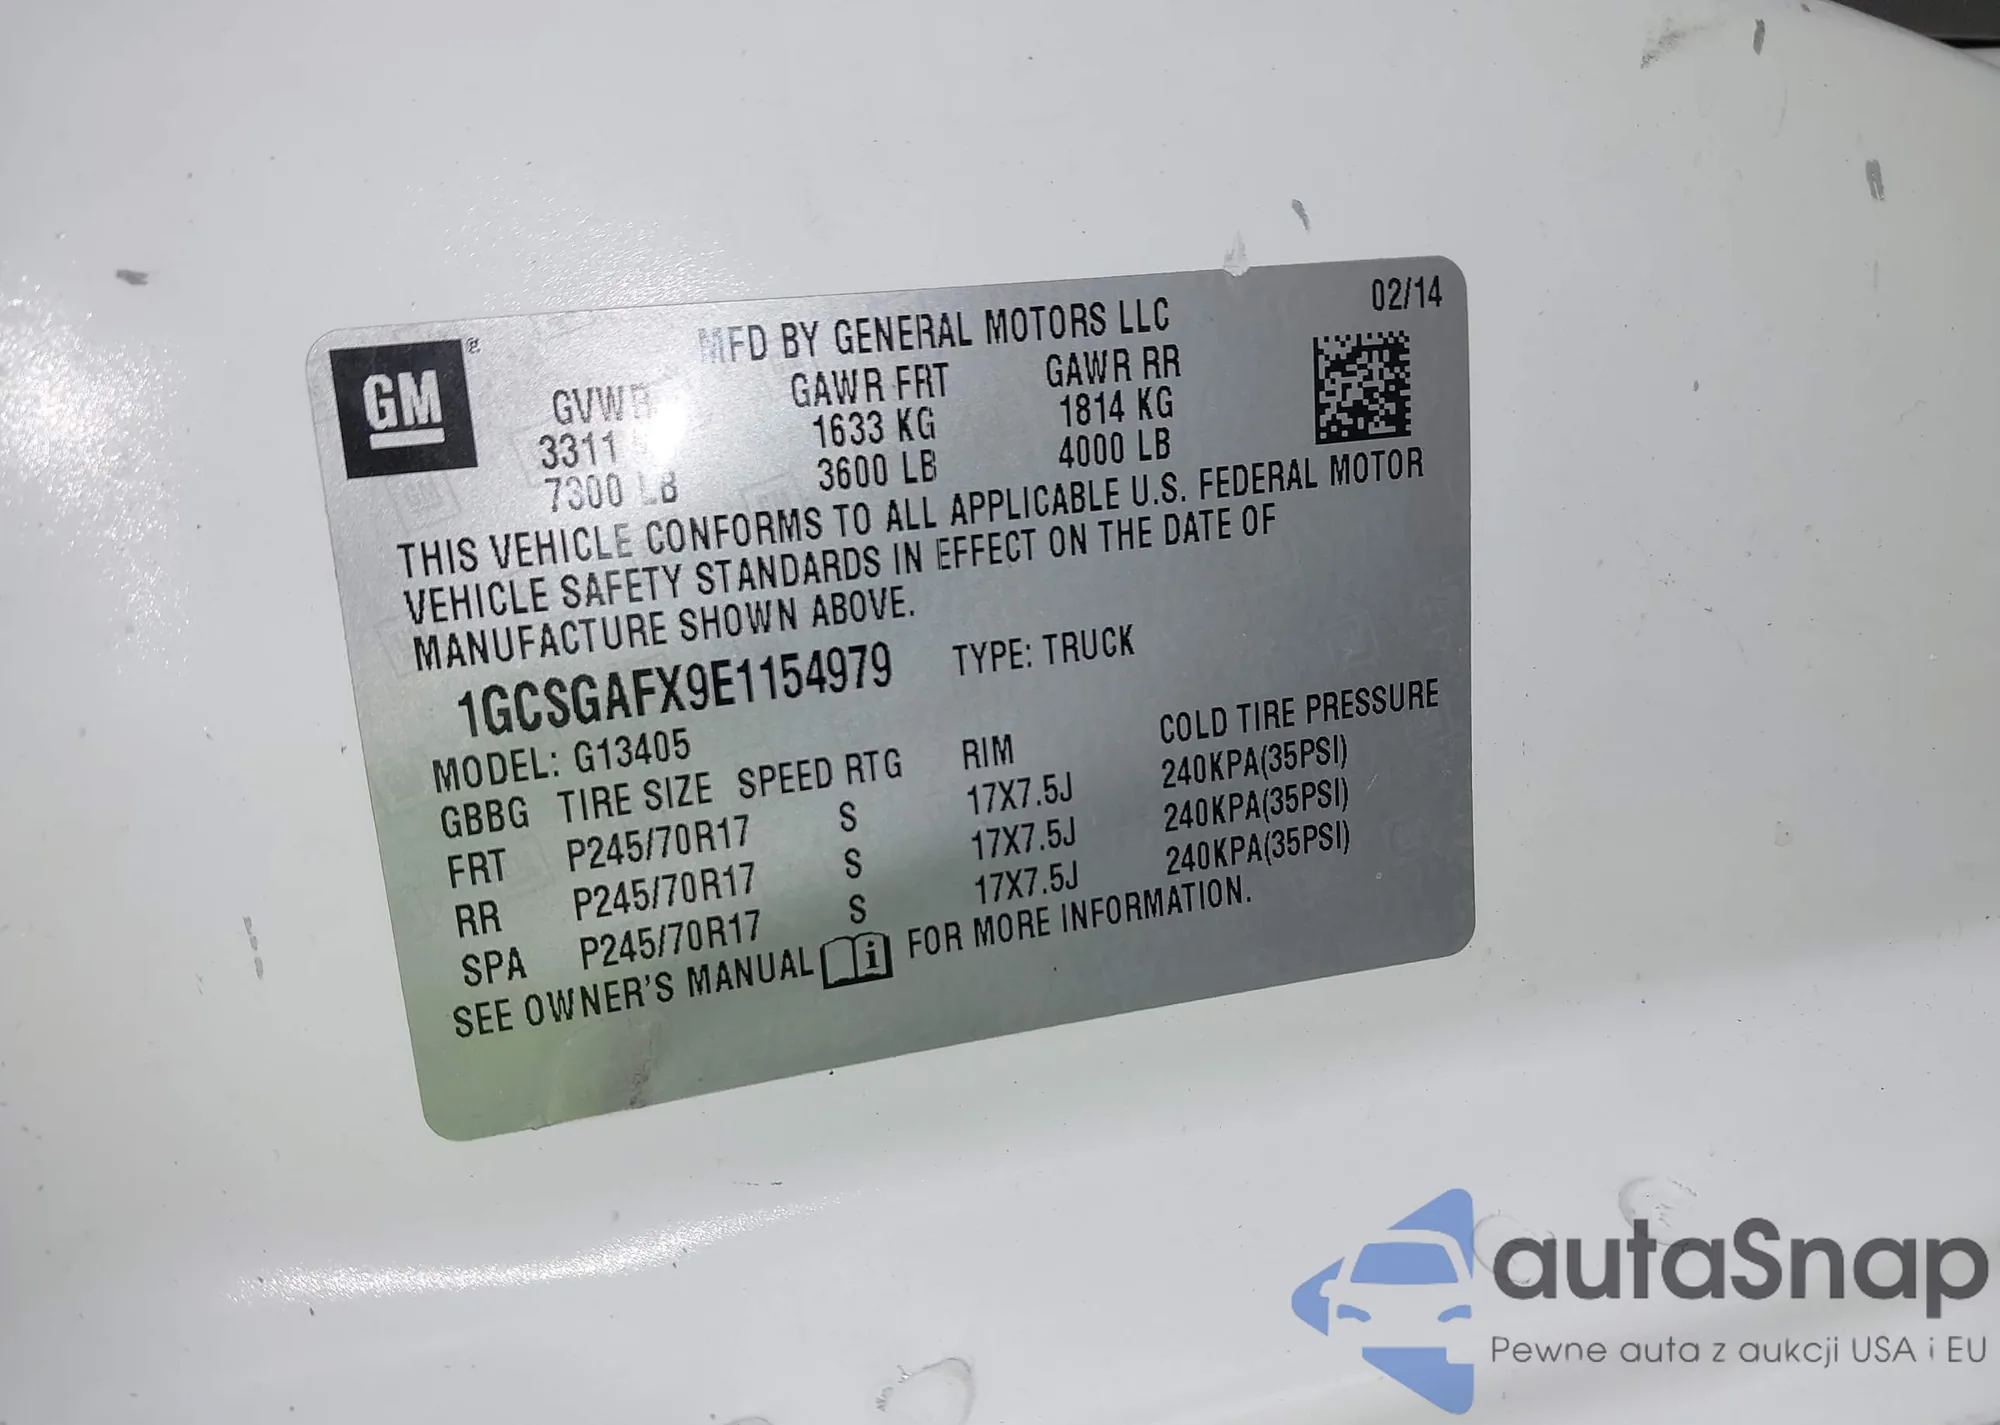 GM
MFD BY GENERAL MOTORS LLC 02/14
GVWR GAWR FRT GAWR RR
3311 1633 KG 1814 KG
7300 LB 3600 LB 4000 LB
THIS VEHICLE CONFORMS TO ALL APPLICABLE U.S. FEDERAL MOTOR
VEHICLE SAFETY STANDARDS IN EFFECT ON THE DATE OF
MANUFACTURE SHOWN ABOVE.
1GCSGAFX9E1154979 TYPE: TRUCK
MODEL: G13405
GBBG TIRE SIZE SPEED RTG RIM COLD TIRE PRESSURE
FRT P245/70R17 S 17X7.5J 240KPA(35PSI)
RR P245/70R17 S 17X7.5J 240KPA(35PSI)
SPA P245/70R17 S 17X7.5J 240KPA(35PSI)
SEE OWNER'S MANUAL i FOR MORE INFORMATION.
autaSnap
Pewne auta z aukcji USA i EU